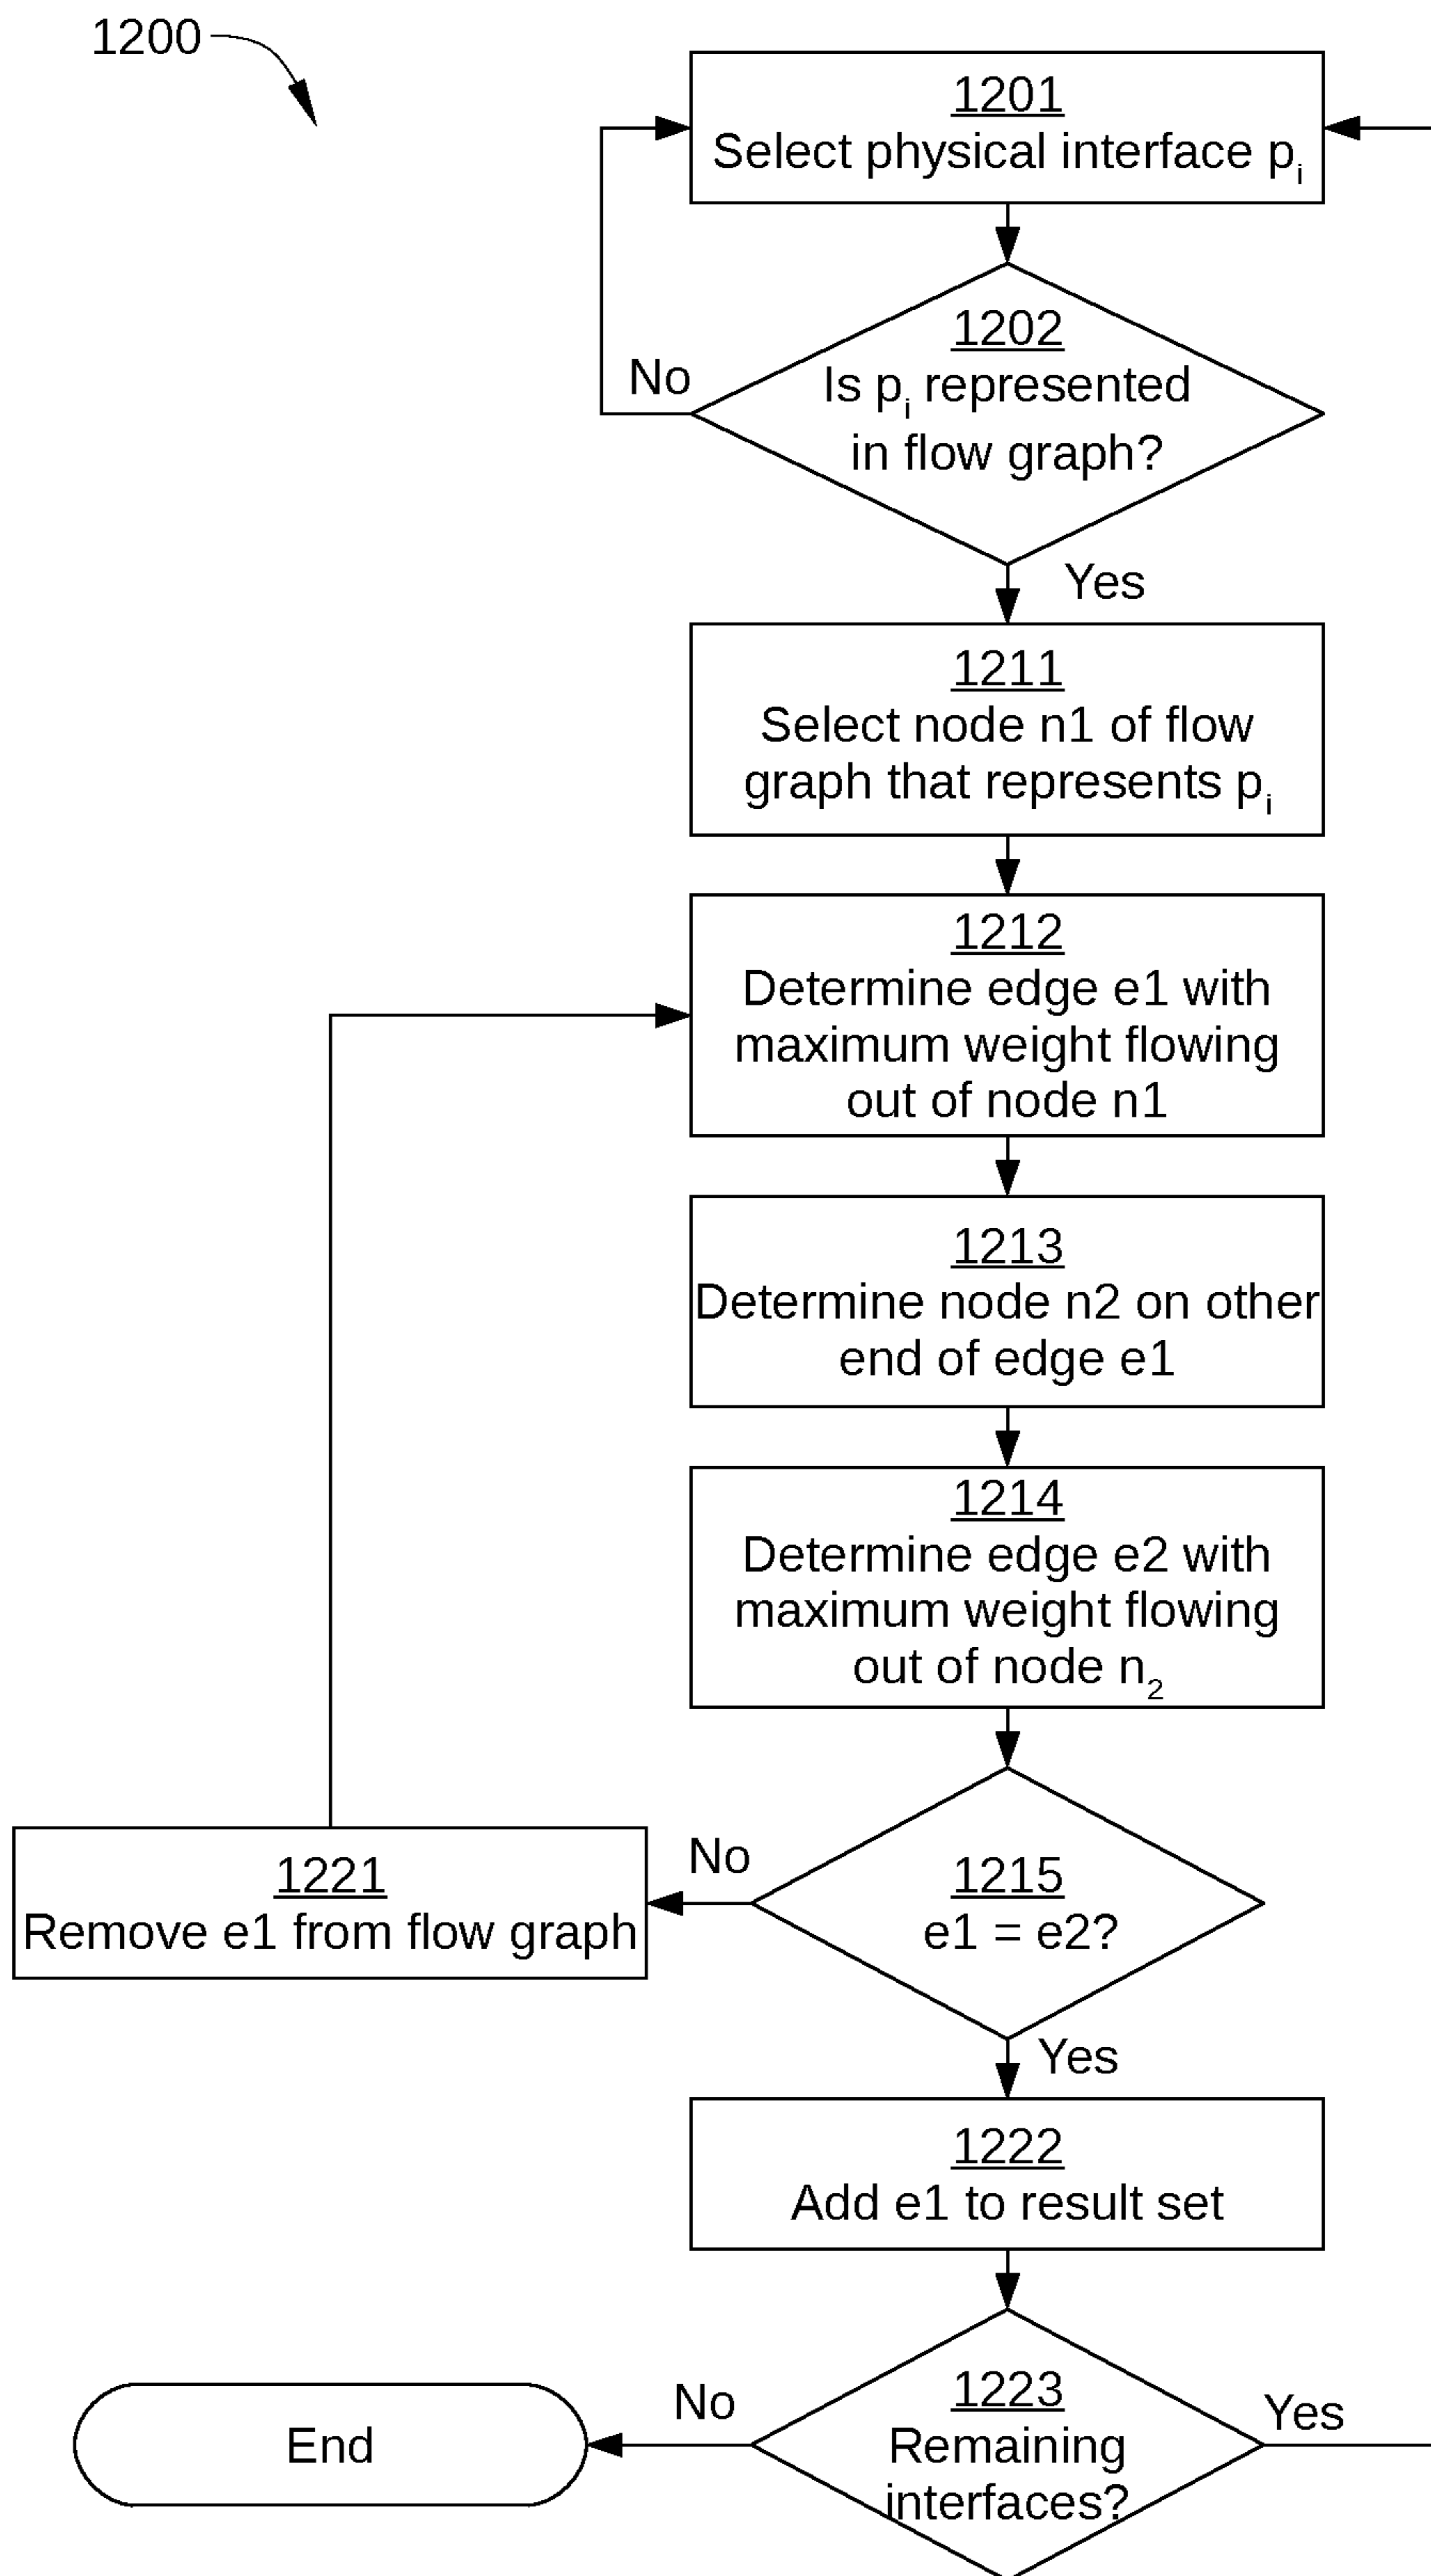 1200
1201
Select physical interface pᵢ
1202
Is pᵢ represented
in flow graph?
No
Yes
1211
Select node n1 of flow
graph that represents pᵢ
1212
Determine edge e1 with
maximum weight flowing
out of node n1
1213
Determine node n2 on other
end of edge e1
1214
Determine edge e2 with
maximum weight flowing
out of node n₂
1215
e1 = e2?
No
1221
Remove e1 from flow graph
Yes
1222
Add e1 to result set
1223
Remaining
interfaces?
No
Yes
End